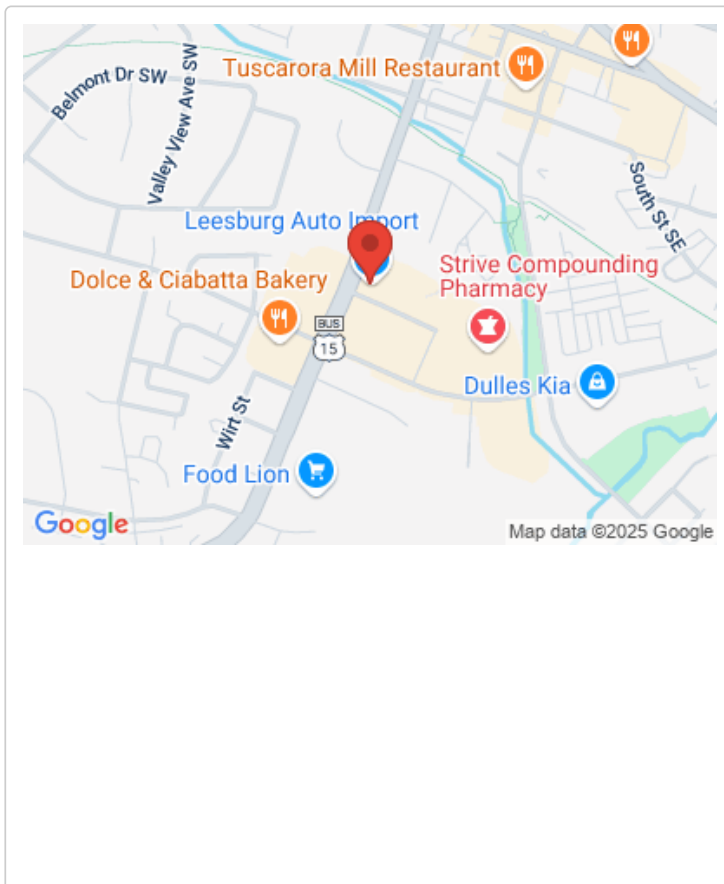 Tuscarora Mill Restaurant
Belmont Dr SW
Valley View Ave SW
South St SE
Leesburg Auto Import
Dolce & Ciabatta Bakery
Strive Compounding
Pharmacy
BUS
15
Dulles Kia
Wirt St
Food Lion
Google
Map data ©2025 Google